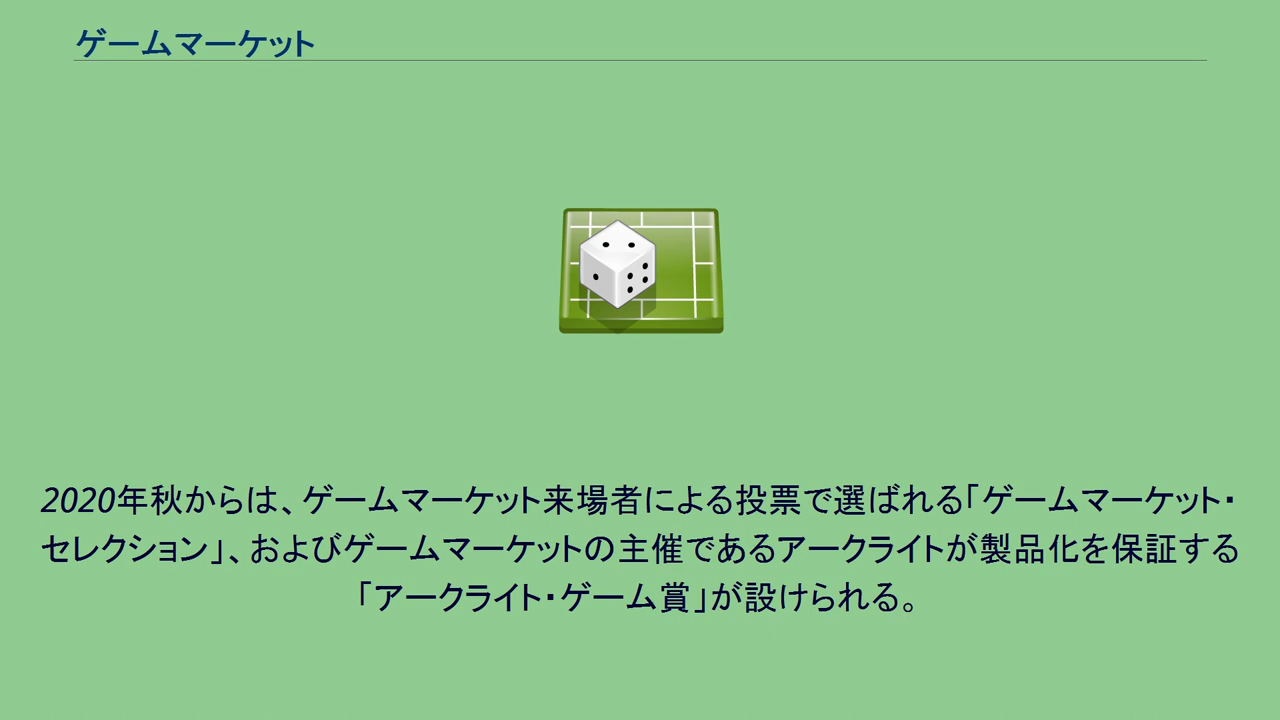 ゲームマーケット
2020年秋からは、ゲームマーケット来場者による投票で選ばれる「ゲームマーケット・
セレクション」、およびゲームマーケットの主催であるアークライトが製品化を保証する
「アークライト・ゲーム賞」が設けられる。